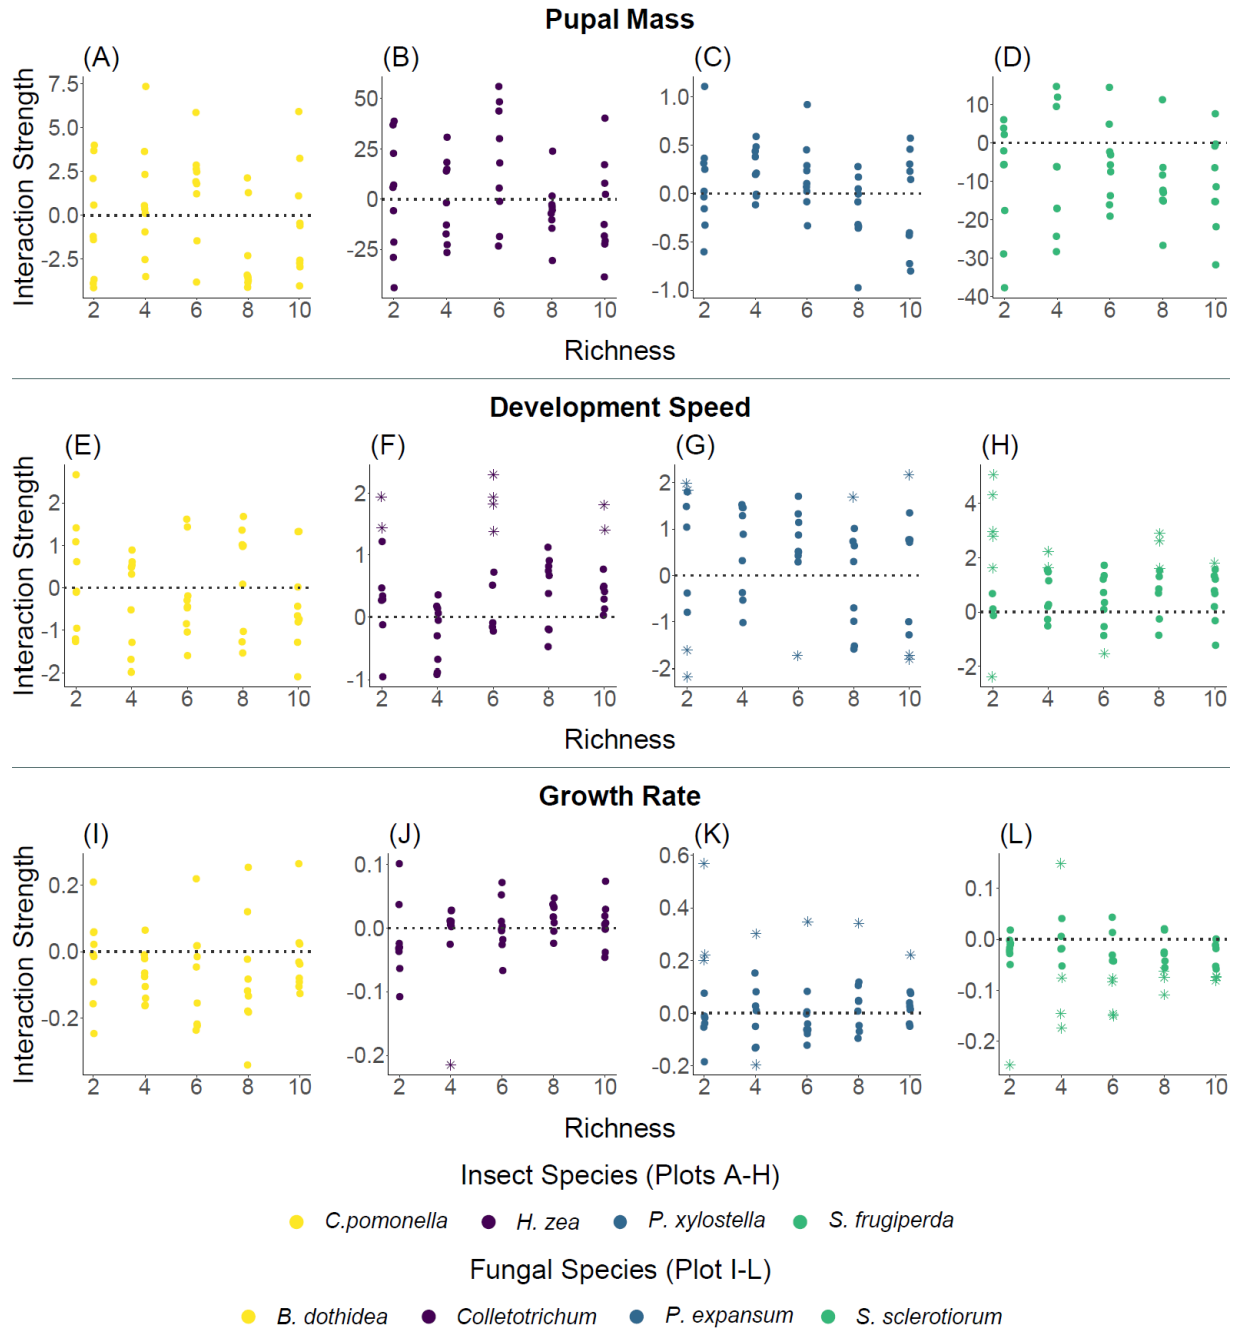 Pupal Mass
(A) (B) (C) (D)
Interaction Strength
7.5
5.0
2.5
0.0
-2.5
2 4 6 8 10
50
25
0
-25
2 4 6 8 10
1.0
0.5
0.0
-0.5
-1.0
2 4 6 8 10
10
0
-10
-20
-30
-40
2 4 6 8 10
Richness
Development Speed
(E) (F) (G) (H)
Interaction Strength
2
1
0
-1
-2
2 4 6 8 10
2
1
0
-1
2 4 6 8 10
2
1
0
-1
-2
2 4 6 8 10
4
2
0
-2
2 4 6 8 10
Richness
Growth Rate
(I) (J) (K) (L)
Interaction Strength
0.2
0.0
-0.2
2 4 6 8 10
0.1
0.0
-0.1
-0.2
2 4 6 8 10
0.6
0.4
0.2
0.0
-0.2
2 4 6 8 10
0.1
0.0
-0.1
-0.2
2 4 6 8 10
Richness
Insect Species (Plots A-H)
C.pomonella H. zea P. xylostella S. frugiperda
Fungal Species (Plot I-L)
B. dothidea Colletotrichum P. expansum S. sclerotiorum